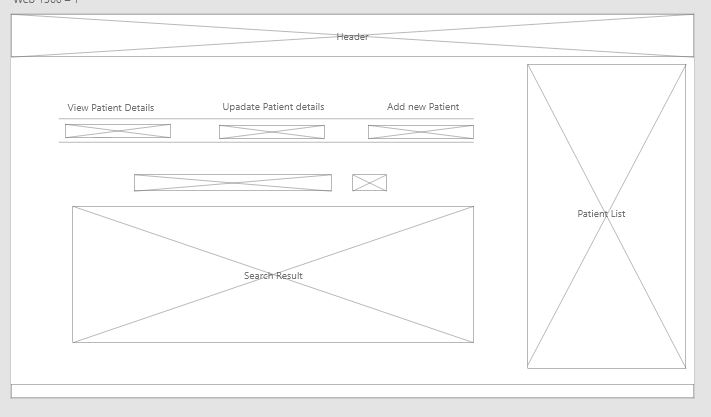 Header
View Patient Details
Upadate Patient details
Add new Patient
Patient List
Search Result